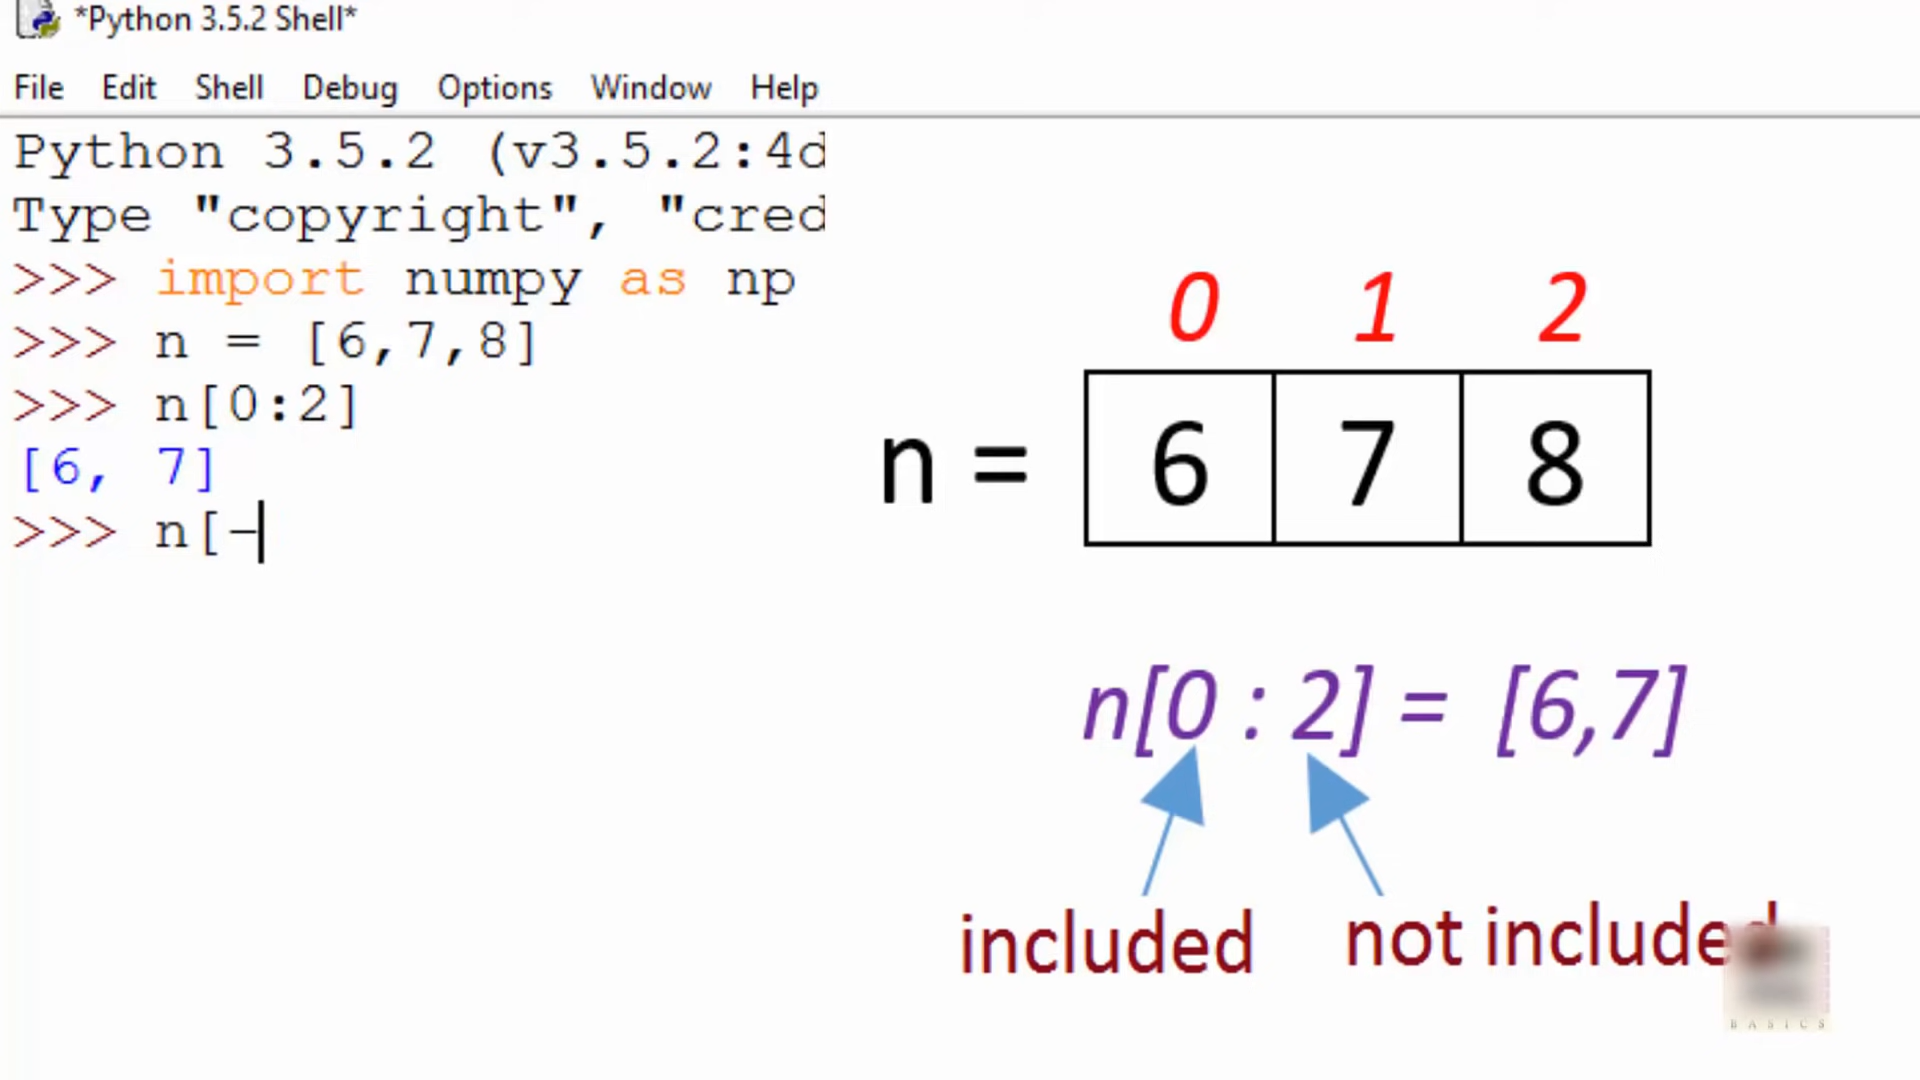 *Python 3.5.2 Shell*
File Edit Shell Debug Options Window Help
Python 3.5.2 (v3.5.2:4d
Type "copyright", "cred
>>> import numpy as np
>>> n = [6,7,8]
>>> n[0:2]
[6, 7]
>>> n[-
0 1 2
n = 6 7 8
n[0 : 2] = [6,7]
included not included
BASICS